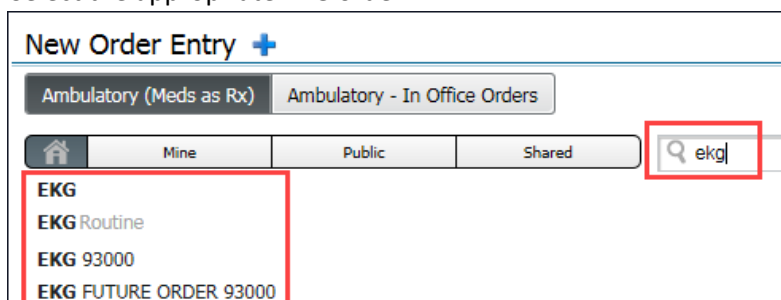 New Order Entry
Ambulatory (Meds as Rx) Ambulatory - In Office Orders
Mine Public Shared ekg
EKG
EKG Routine
EKG 93000
EKG FUTURE ORDER 93000